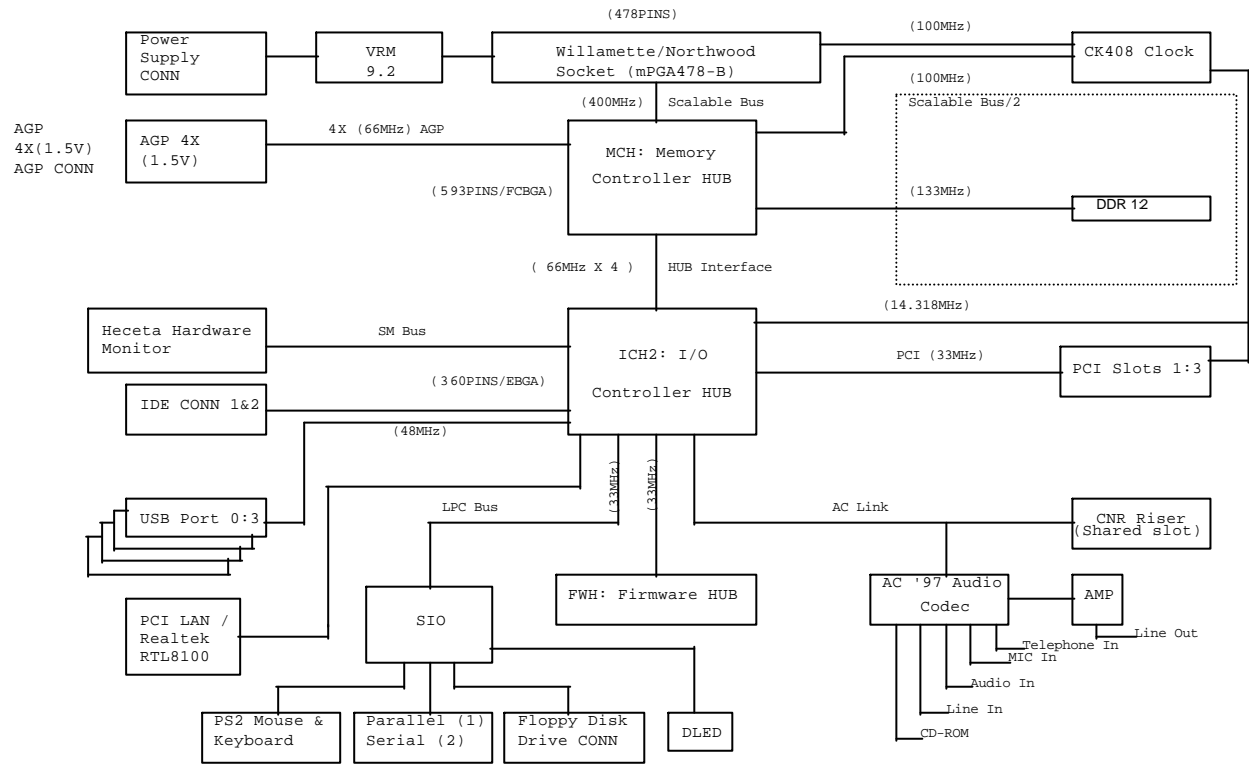 (478PINS)
Power
Supply
CONN
VRM
9.2
Willamette/Northwood
Socket (mPGA478-B)
(100MHz)
CK408 Clock
(100MHz)
(400MHz) Scalable Bus
Scalable Bus/2
AGP
4X(1.5V)
AGP CONN
AGP 4X
(1.5V)
4X (66MHz) AGP
MCH: Memory
Controller HUB
(593PINS/FCBGA)
(133MHz)
DDR 12
( 66MHz X 4 ) HUB Interface
(14.318MHz)
Heceta Hardware
Monitor
SM Bus
ICH2: I/O
Controller HUB
PCI (33MHz)
PCI Slots 1:3
(360PINS/EBGA)
IDE CONN 1&2
(48MHz)
(33MHz)
(33MHz)
USB Port 0:3
LPC Bus
AC Link
CNR Riser
(Shared slot)
PCI LAN /
Realtek
RTL8100
SIO
FWH: Firmware HUB
AC '97 Audio
Codec
AMP
Line Out
Telephone In
MIC In
Audio In
Line In
CD-ROM
PS2 Mouse &
Keyboard
Parallel (1)
Serial (2)
Floppy Disk
Drive CONN
DLED